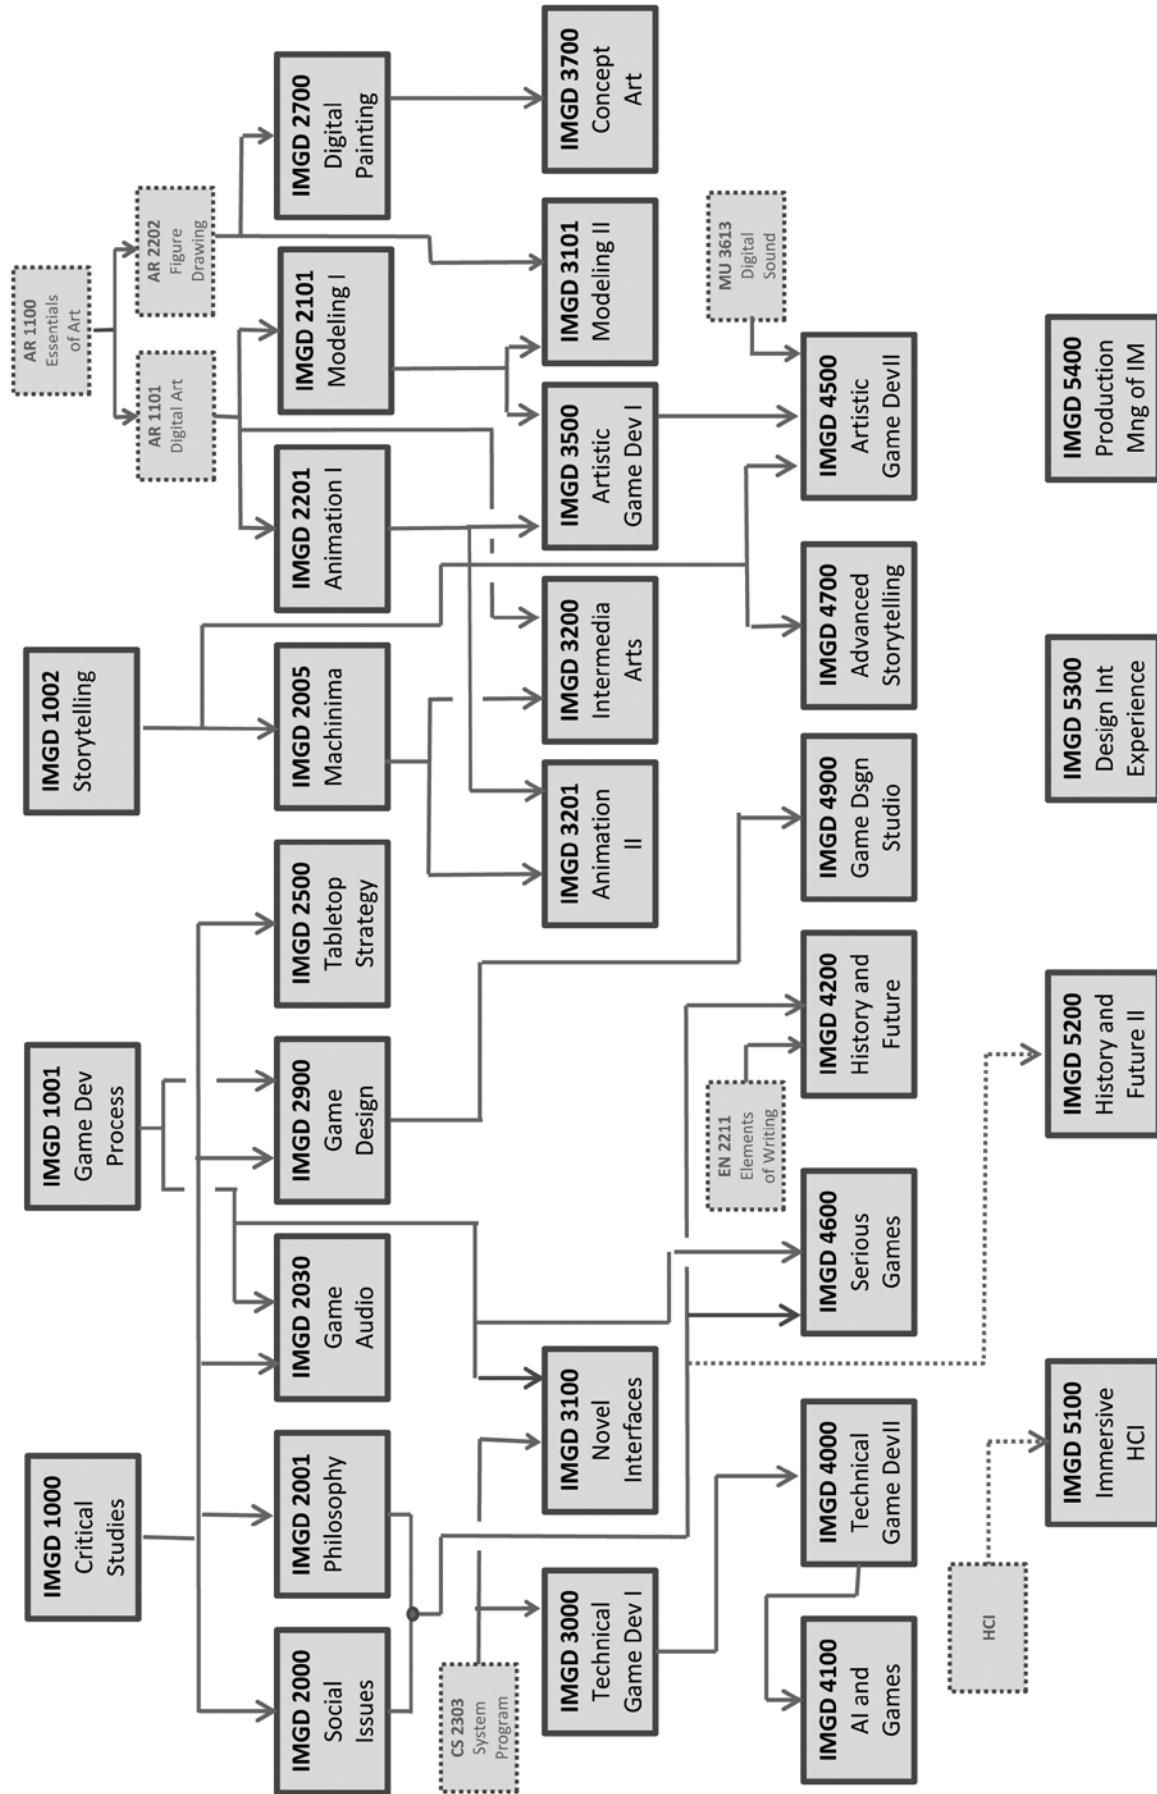 AR 1100
Essentials
of Art
AR 1101
Digital Art
AR 2202
Figure
Drawing
IMGD 1000
Critical
Studies
IMGD 1001
Game Dev
Process
IMGD 1002
Storytelling
IMGD 2000
Social
Issues
IMGD 2001
Philosophy
IMGD 2030
Game
Audio
IMGD 2900
Game
Design
IMGD 2500
Tabletop
Strategy
IMGD 2005
Machinima
IMGD 2201
Animation I
IMGD 2101
Modeling I
IMGD 2700
Digital
Painting
CS 2303
System
Program
IMGD 3000
Technical
Game Dev I
IMGD 3100
Novel
Interfaces
IMGD 3201
Animation
II
IMGD 3200
Intermedia
Arts
IMGD 3500
Artistic
Game Dev I
IMGD 3101
Modeling II
IMGD 3700
Concept
Art
EN 2211
Elements
of Writing
MU 3613
Digital
Sound
IMGD 4100
AI and
Games
IMGD 4000
Technical
Game DevII
IMGD 4600
Serious
Games
IMGD 4200
History and
Future
IMGD 4900
Game Dsgn
Studio
IMGD 4700
Advanced
Storytelling
IMGD 4500
Artistic
Game DevII
HCI
IMGD 5100
Immersive
HCI
IMGD 5200
History and
Future II
IMGD 5300
Design Int
Experience
IMGD 5400
Production
Mng of IM